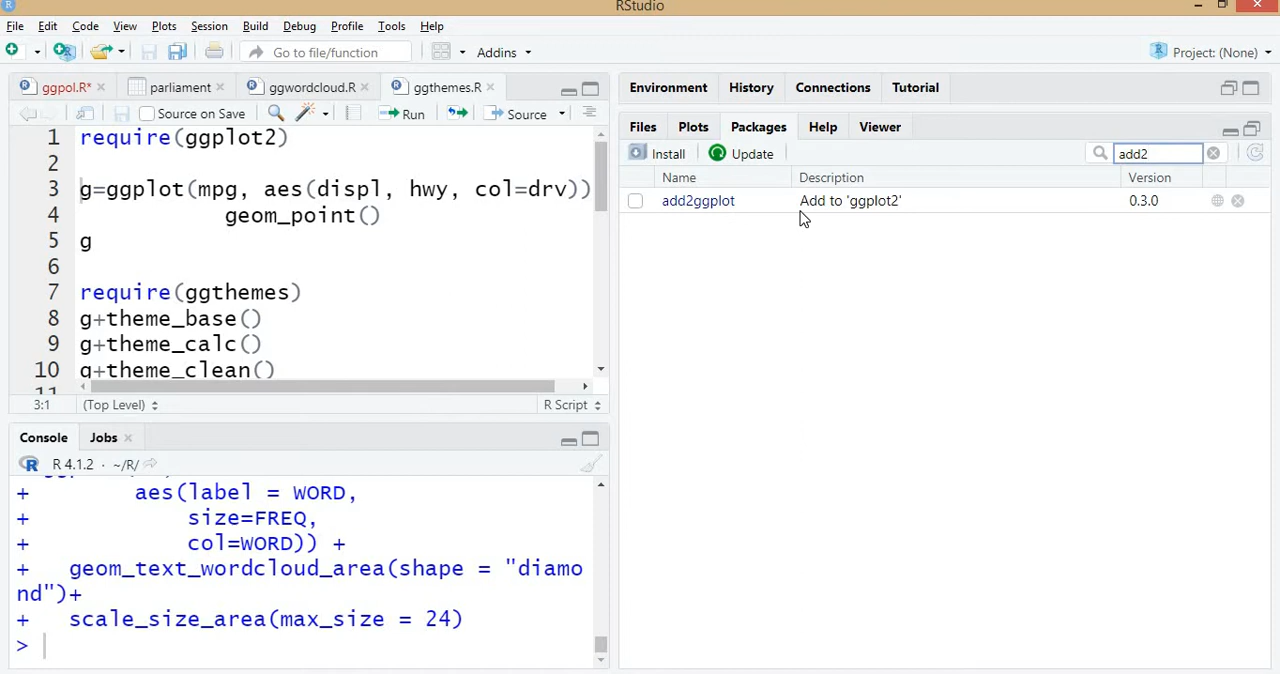 RStudio
File Edit Code View Plots Session Build Debug Profile Tools Help
Go to file/function Addins Project: (None)
ggpol.R* parliament ggwordcloud.R ggthemes.R
Source on Save Run Source
1 require(ggplot2)
2
3 g=ggplot(mpg, aes(displ, hwy, col=drv))
4 geom_point()
5 g
6
7 require(ggthemes)
8 g+theme_base()
9 g+theme_calc()
10 g+theme_clean()
11
3:1 (Top Level) R Script
Console Jobs
R 4.1.2 · ~/R/
+ aes(label = WORD,
+ size=FREQ,
+ col=WORD)) +
+ geom_text_wordcloud_area(shape = "diamo
nd")+
+ scale_size_area(max_size = 24)
>
Environment History Connections Tutorial
Files Plots Packages Help Viewer
Install Update add2
Name Description Version
add2ggplot Add to 'ggplot2' 0.3.0